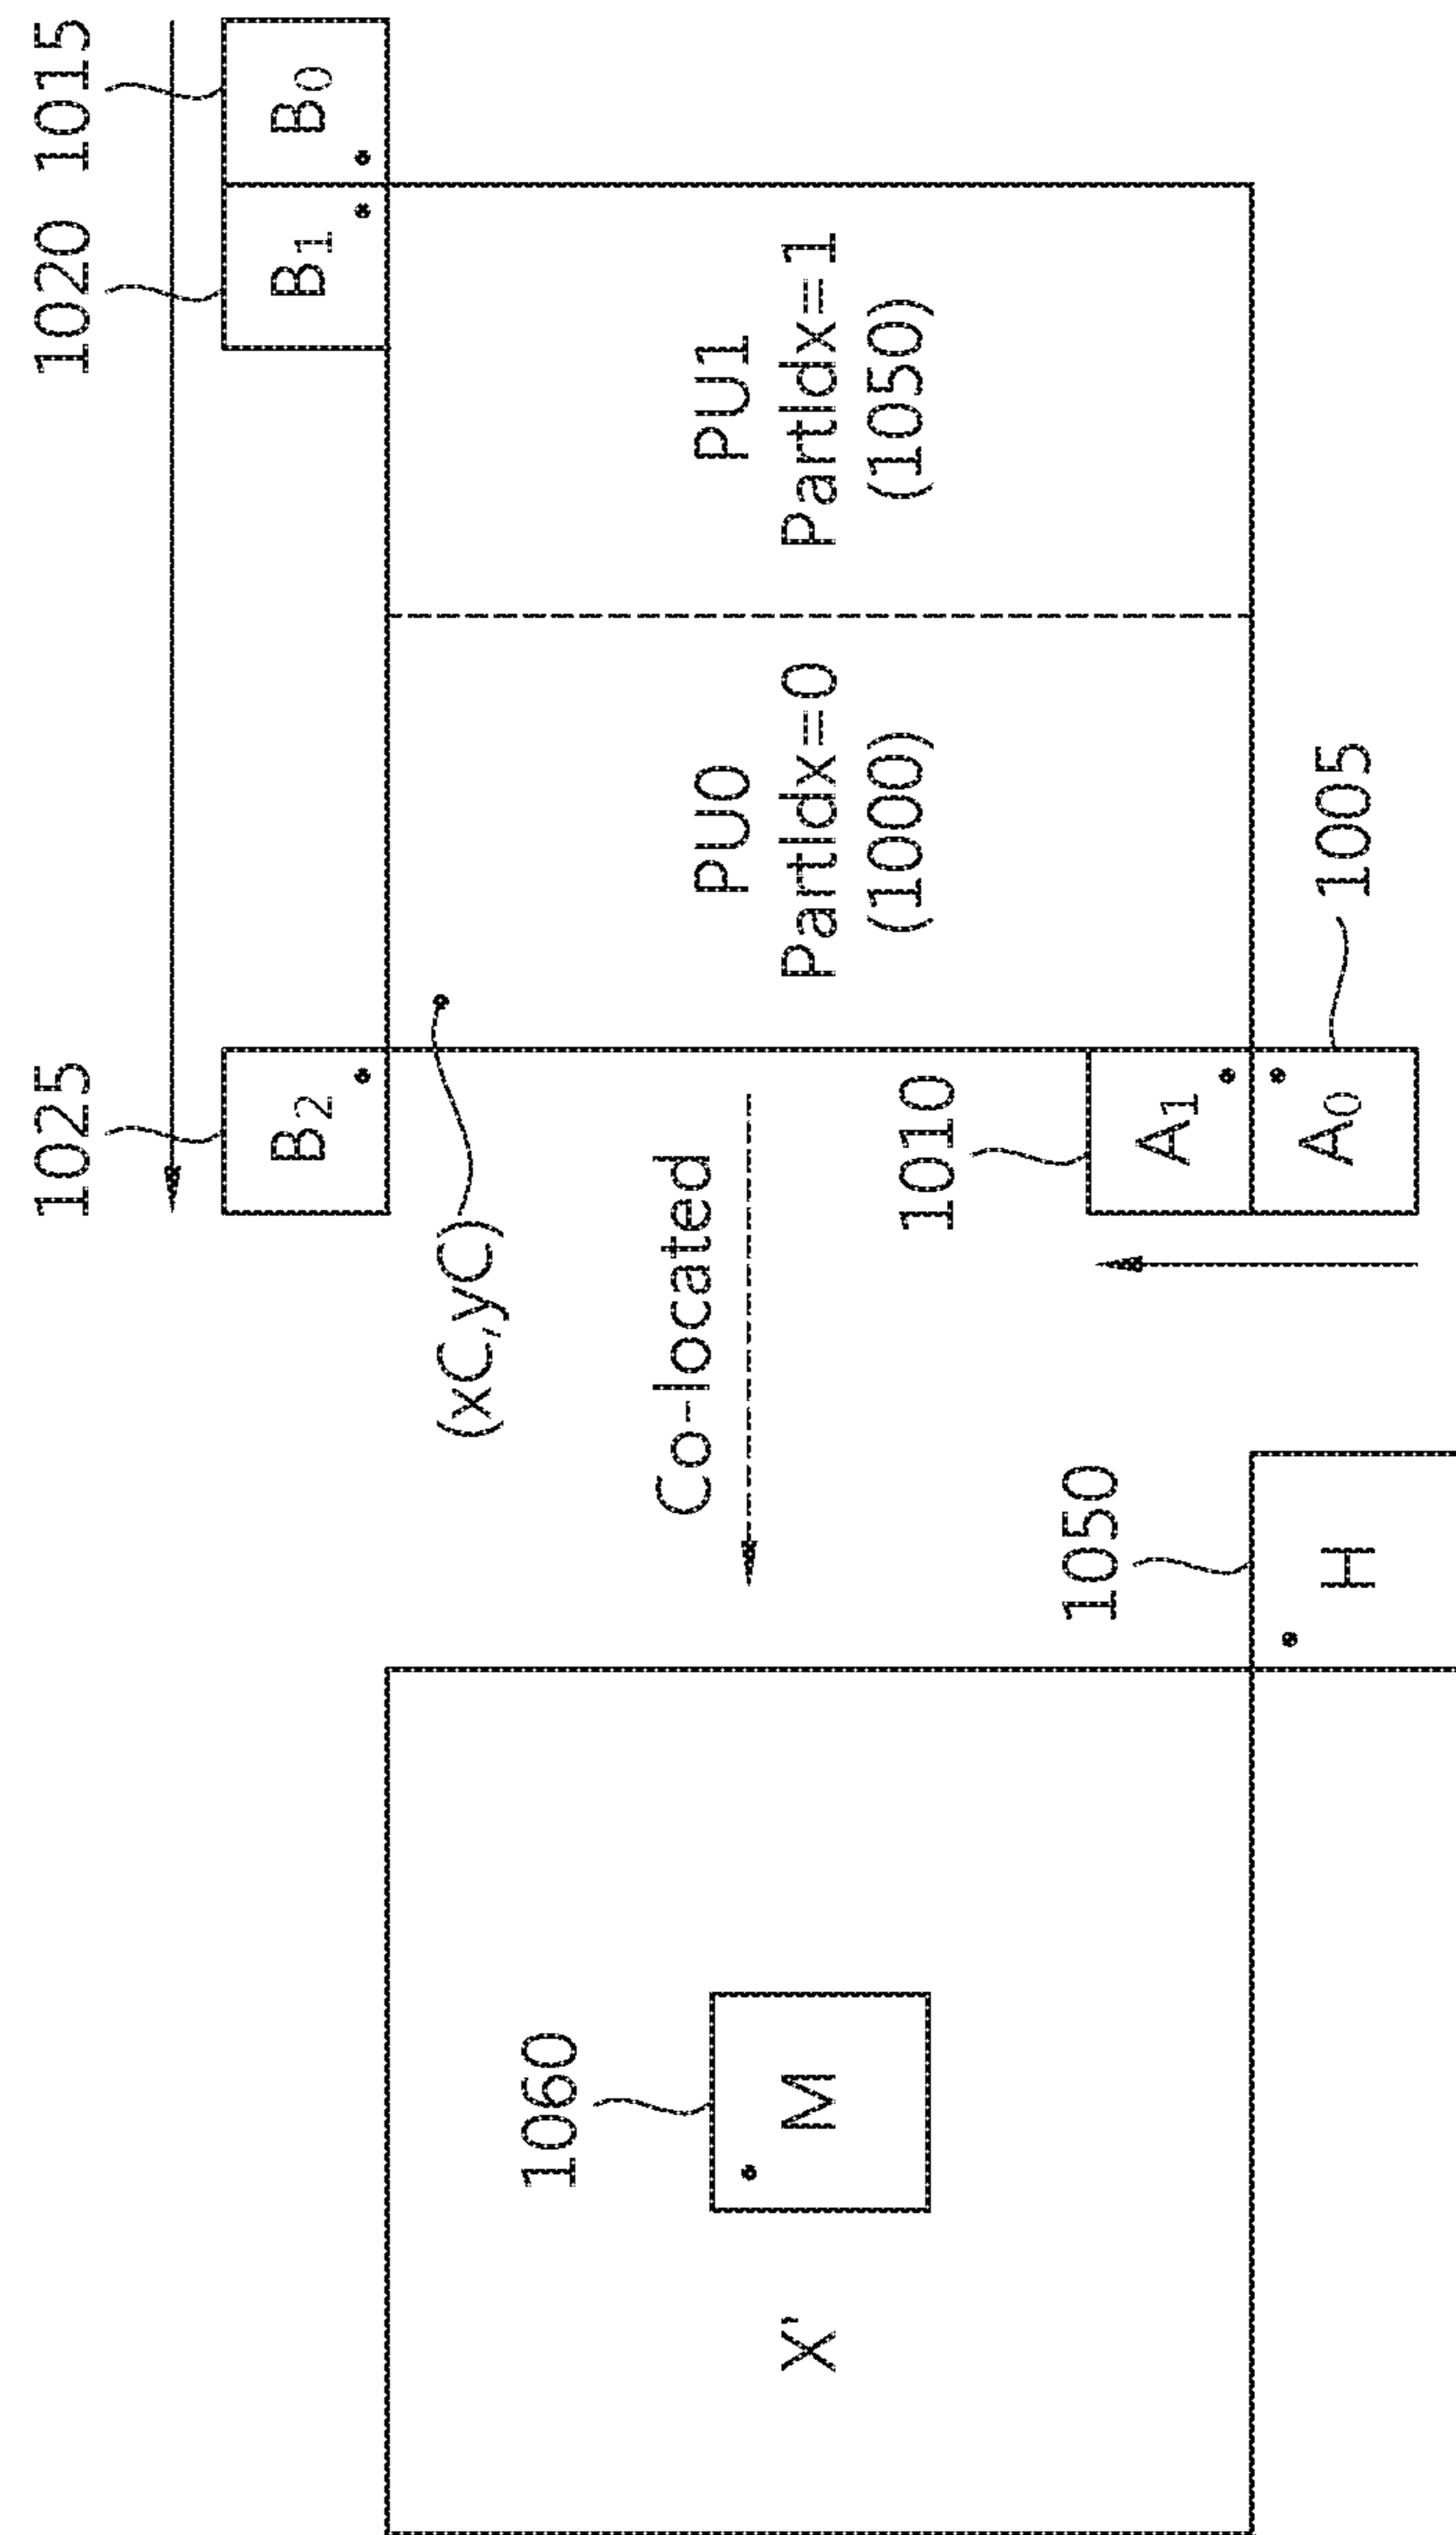 1025 1020 1015
B₂ B₁ B₀
(xC,yC)
1060
Co-located
PU0 PU1
X' M PartIdx=0 PartIdx=1
(1000) (1050)
1010
1050
A₁
H A₀ 1005